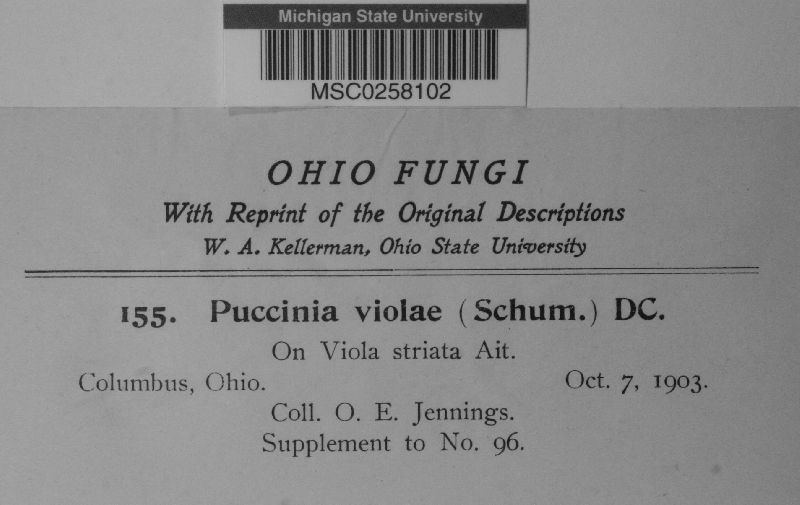 Michigan State University
MSC0258102
OHIO FUNGI
With Reprint of the Original Descriptions
W. A. Kellerman, Ohio State University
155. Puccinia violae (Schum.) DC.
On Viola striata Ait.
Columbus, Ohio. Oct. 7, 1903.
Coll. O. E. Jennings.
Supplement to No. 96.